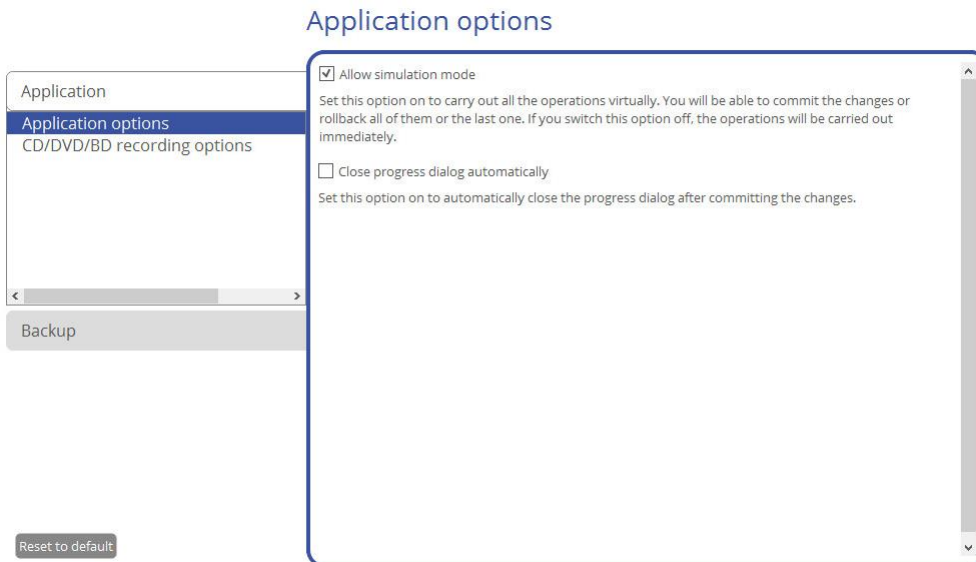 Application options
Application
Application options
CD/DVD/BD recording options
Backup
Reset to default
Allow simulation mode
Set this option on to carry out all the operations virtually. You will be able to commit the changes or
rollback all of them or the last one. If you switch this option off, the operations will be carried out
immediately.
Close progress dialog automatically
Set this option on to automatically close the progress dialog after committing the changes.